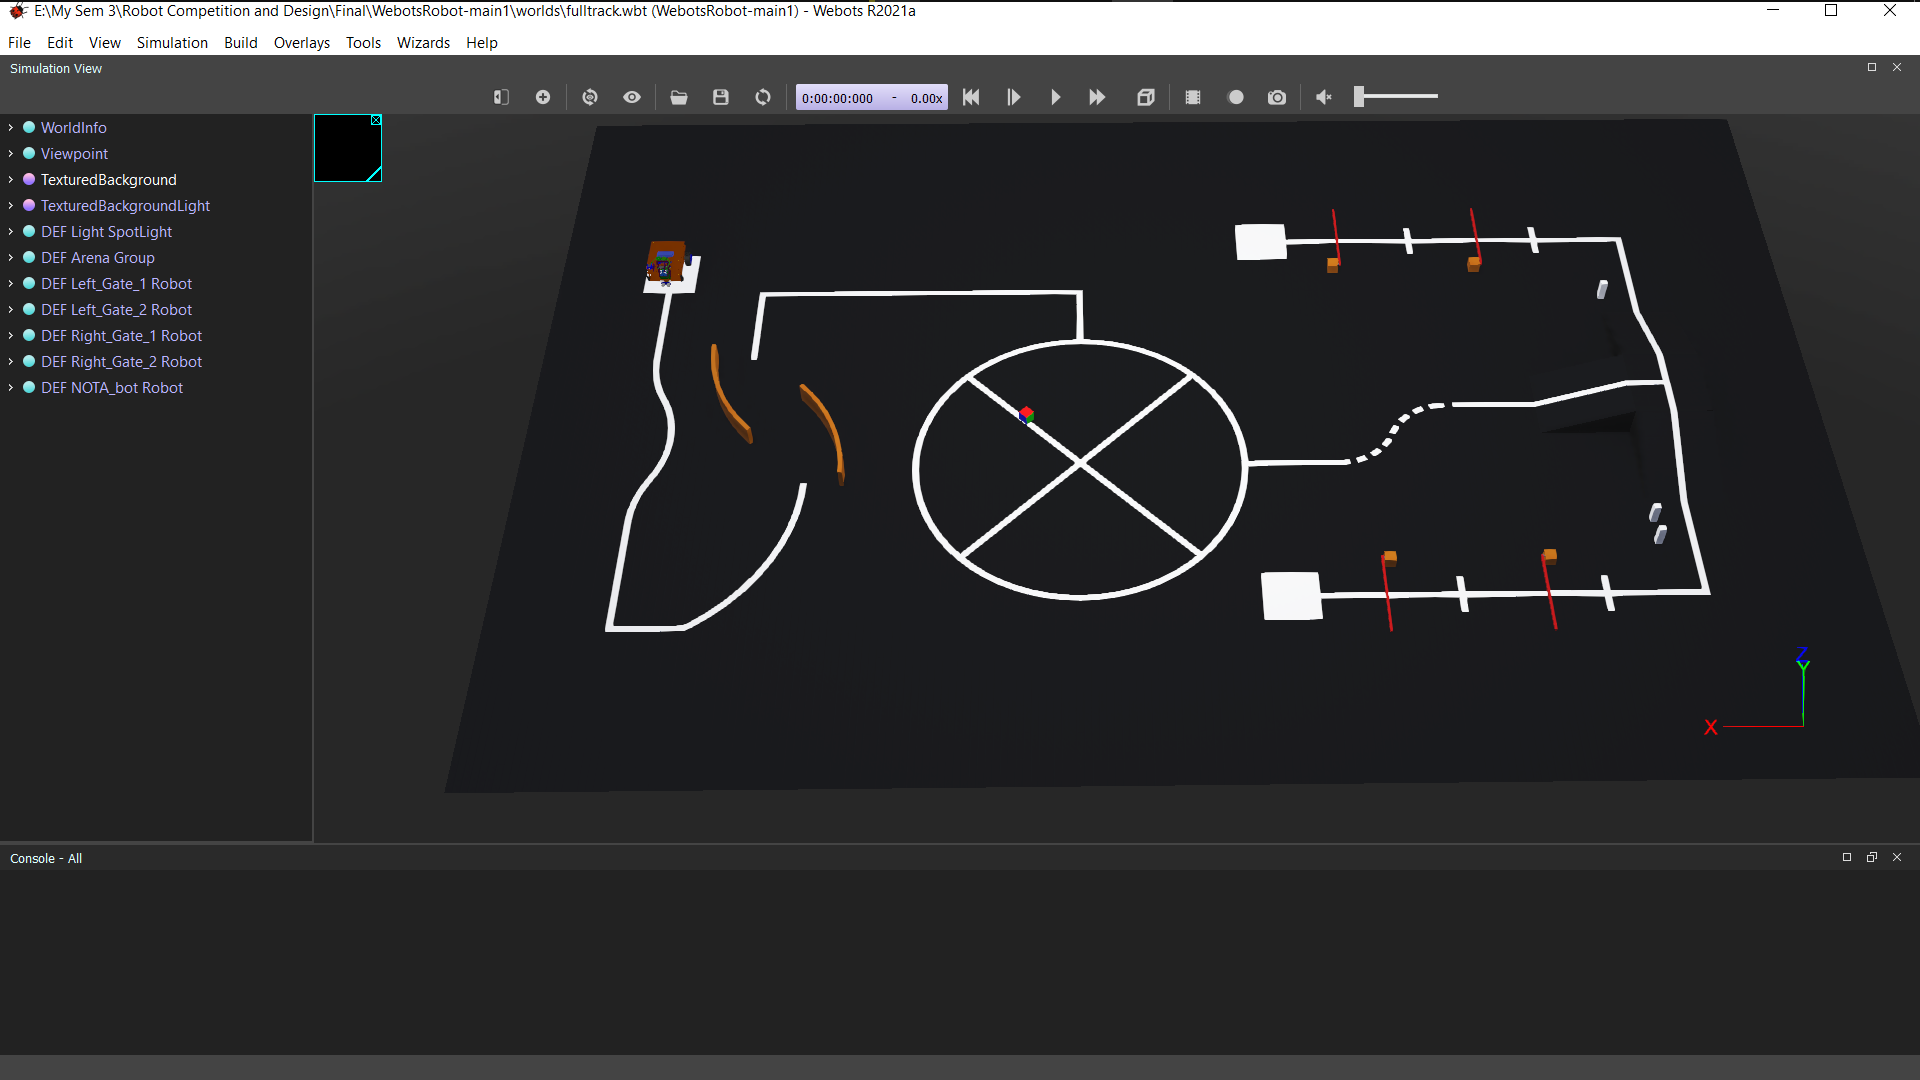 E:\My Sem 3\Robot Competition and Design\Final\WebotsRobot-main1\worlds\fulltrack.wbt (WebotsRobot-main1) - Webots R2021a
File Edit View Simulation Build Overlays Tools Wizards Help
Simulation View
0:00:00:000 - 0.00x
WorldInfo
Viewpoint
TexturedBackground
TexturedBackgroundLight
DEF Light SpotLight
DEF Arena Group
DEF Left_Gate_1 Robot
DEF Left_Gate_2 Robot
DEF Right_Gate_1 Robot
DEF Right_Gate_2 Robot
DEF NOTA_bot Robot
Z
Y
X
Console - All